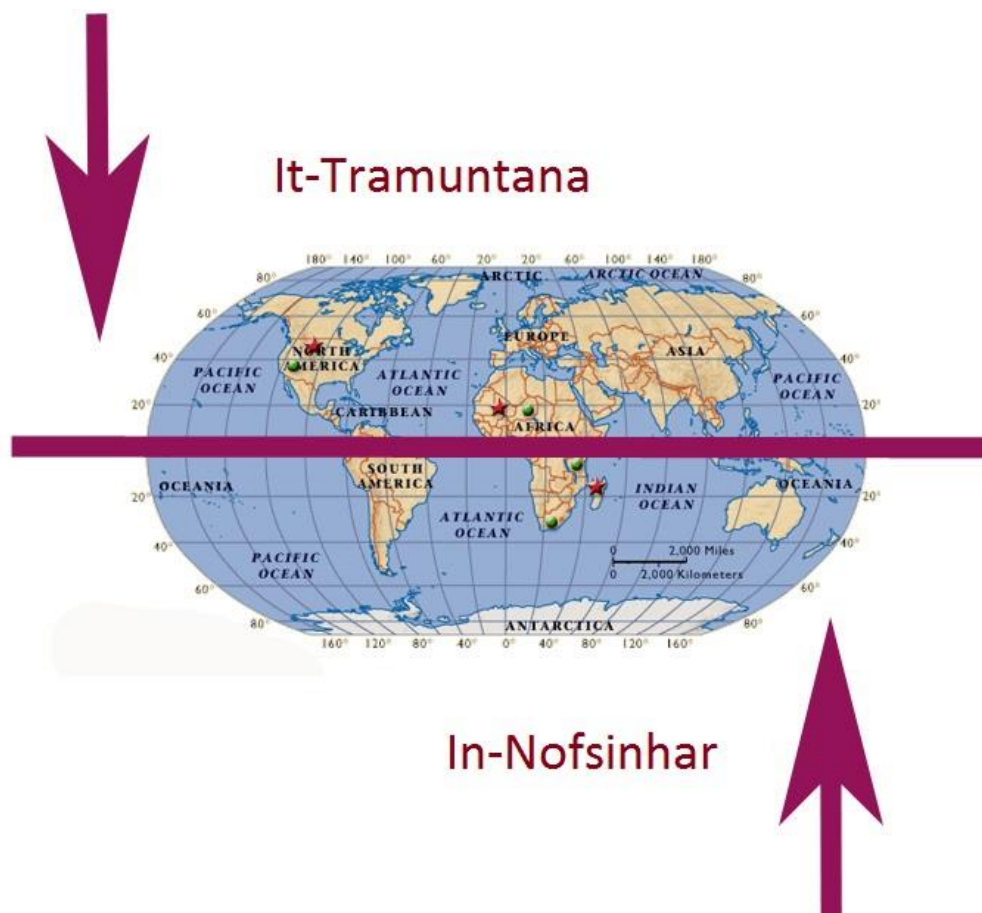 It-Tramuntana
180° 140° 100° 60° 20° 20° 60° 100° 140° 180°
80° ARCTIC ARCTIC OCEAN 80°
60° 60°
EUROPE
NORTH AMERICA
ASIA
40° 40°
PACIFIC OCEAN
ATLANTIC OCEAN
PACIFIC OCEAN
20° CARIBBEAN 20°
AFRICA
SOUTH AMERICA
OCEANIA
INDIAN OCEAN
OCEANIA
20° 20°
ATLANTIC OCEAN
40° 40°
0 2,000 Miles
0 2,000 Kilometers
PACIFIC OCEAN
60° 60°
80° ANTARCTICA 80°
160° 120° 80° 40° 0° 40° 80° 120° 160°
In-Nofsinhar